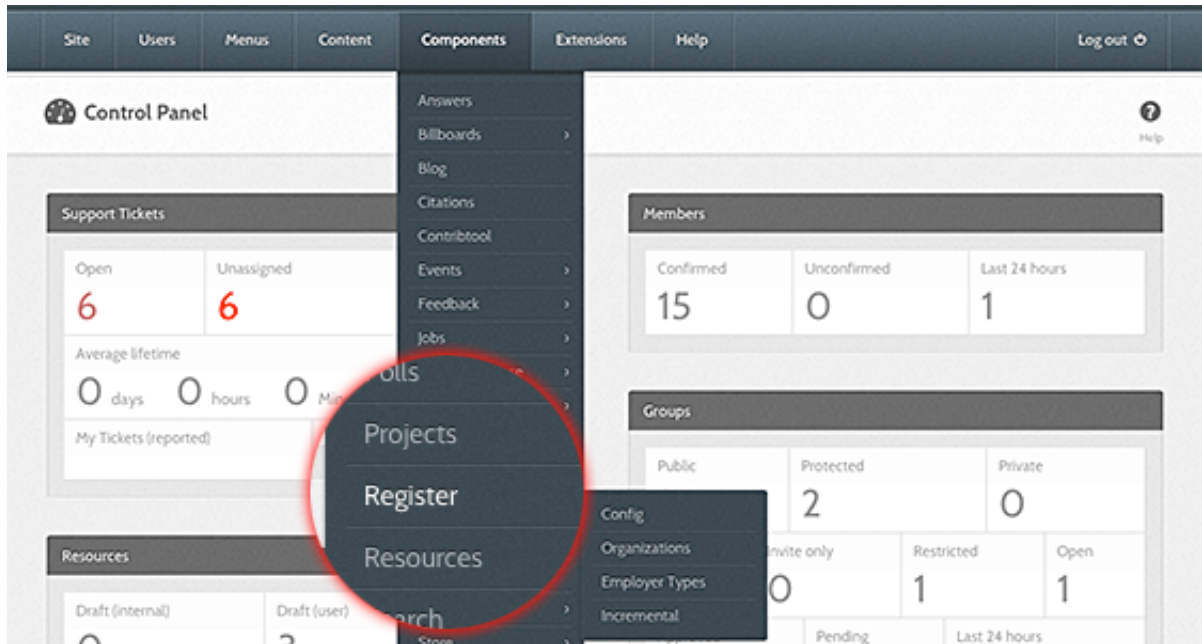 Site Users Menus Content Components Extensions Help Log out
Control Panel
Help
Answers
Billboards
Blog
Citations
Contribtool
Events
Feedback
Jobs
Projects
Register
Resources
Store
Config
Organizations
Employer Types
Incremental
Support Tickets
Open Unassigned
6 6
Average lifetime
0 days 0 hours 0
My Tickets (reported)
Resources
Draft (internal) Draft (user)
Members
Confirmed Unconfirmed Last 24 hours
15 0 1
Groups
Public Protected Private
2 0
Invite only Restricted Open
0 1 1
Pending Last 24 hours